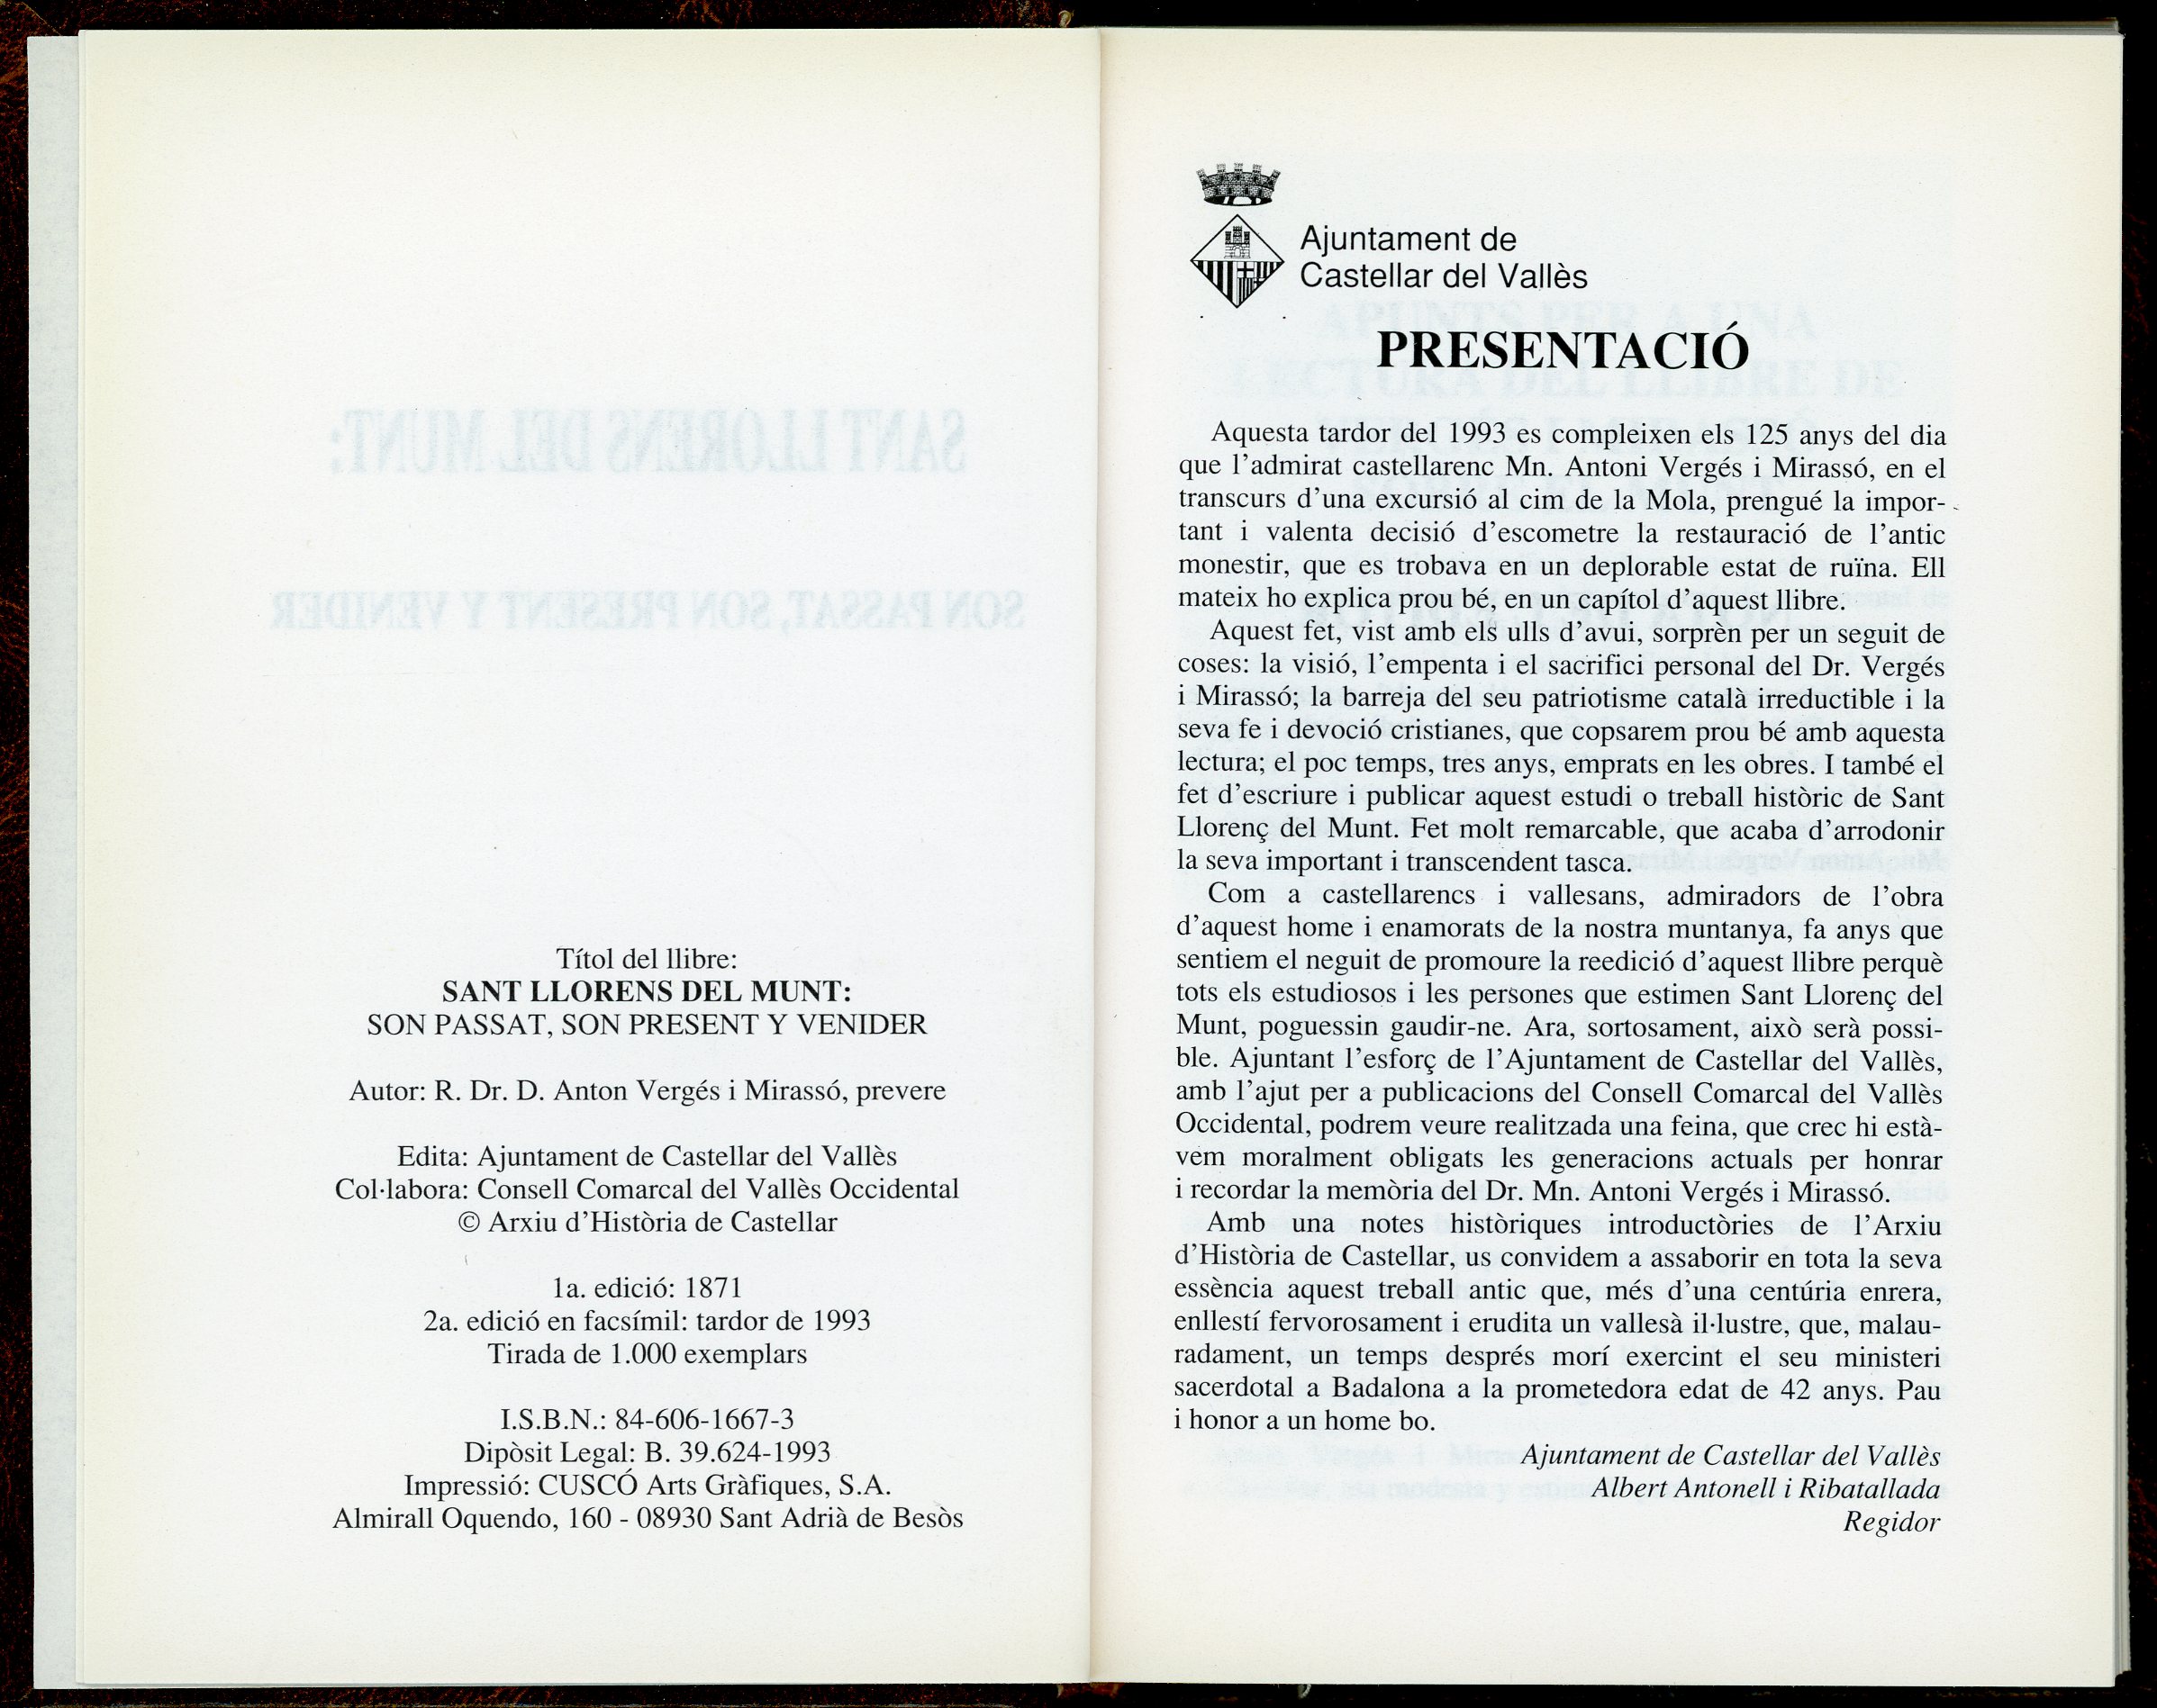 Títol del llibre:
SANT LLORENS DEL MUNT:
SON PASSAT, SON PRESENT Y VENIDER
Autor: R. Dr. D. Anton Vergés i Mirassó, prevere
Edita: Ajuntament de Castellar del Vallès
Col·labora: Consell Comarcal del Vallès Occidental
© Arxiu d'Història de Castellar
1a. edició: 1871
2a. edició en facsímil: tardor de 1993
Tirada de 1.000 exemplars
I.S.B.N.: 84-606-1667-3
Dipòsit Legal: B. 39.624-1993
Impressió: CUSCÓ Arts Gràfiques, S.A.
Almirall Oquendo, 160 - 08930 Sant Adrià de Besòs
Ajuntament de
Castellar del Vallès
PRESENTACIÓ
Aquesta tardor del 1993 es compleixen els 125 anys del dia
que l'admirat castellarenc Mn. Antoni Vergés i Mirassó, en el
transcurs d'una excursió al cim de la Mola, prengué la impor-
tant i valenta decisió d'escometre la restauració de l'antic
monestir, que es trobava en un deplorable estat de ruïna. Ell
mateix ho explica prou bé, en un capítol d'aquest llibre.
Aquest fet, vist amb els ulls d'avui, sorprèn per un seguit de
coses: la visió, l'empenta i el sacrifici personal del Dr. Vergés
i Mirassó; la barreja del seu patriotisme català irreductible i la
seva fe i devoció cristianes, que copsarem prou bé amb aquesta
lectura; el poc temps, tres anys, emprats en les obres. I també el
fet d'escriure i publicar aquest estudi o treball històric de Sant
Llorenç del Munt. Fet molt remarcable, que acaba d'arrodonir
la seva important i transcendent tasca.
Com a castellarencs i vallesans, admiradors de l'obra
d'aquest home i enamorats de la nostra muntanya, fa anys que
sentiem el neguit de promoure la reedició d'aquest llibre perquè
tots els estudiosos i les persones que estimen Sant Llorenç del
Munt, poguessin gaudir-ne. Ara, sortosament, això serà possi-
ble. Ajuntant l'esforç de l'Ajuntament de Castellar del Vallès,
amb l'ajut per a publicacions del Consell Comarcal del Vallès
Occidental, podrem veure realitzada una feina, que crec hi està-
vem moralment obligats les generacions actuals per honrar
i recordar la memòria del Dr. Mn. Antoni Vergés i Mirassó.
Amb una notes històriques introductòries de l'Arxiu
d'Història de Castellar, us convidem a assaborir en tota la seva
essència aquest treball antic que, més d'una centúria enrera,
enllestí fervorosament i erudita un vallesà il·lustre, que, malau-
radament, un temps després morí exercint el seu ministeri
sacerdotal a Badalona a la prometedora edat de 42 anys. Pau
i honor a un home bo.
Ajuntament de Castellar del Vallès
Albert Antonell i Ribatallada
Regidor